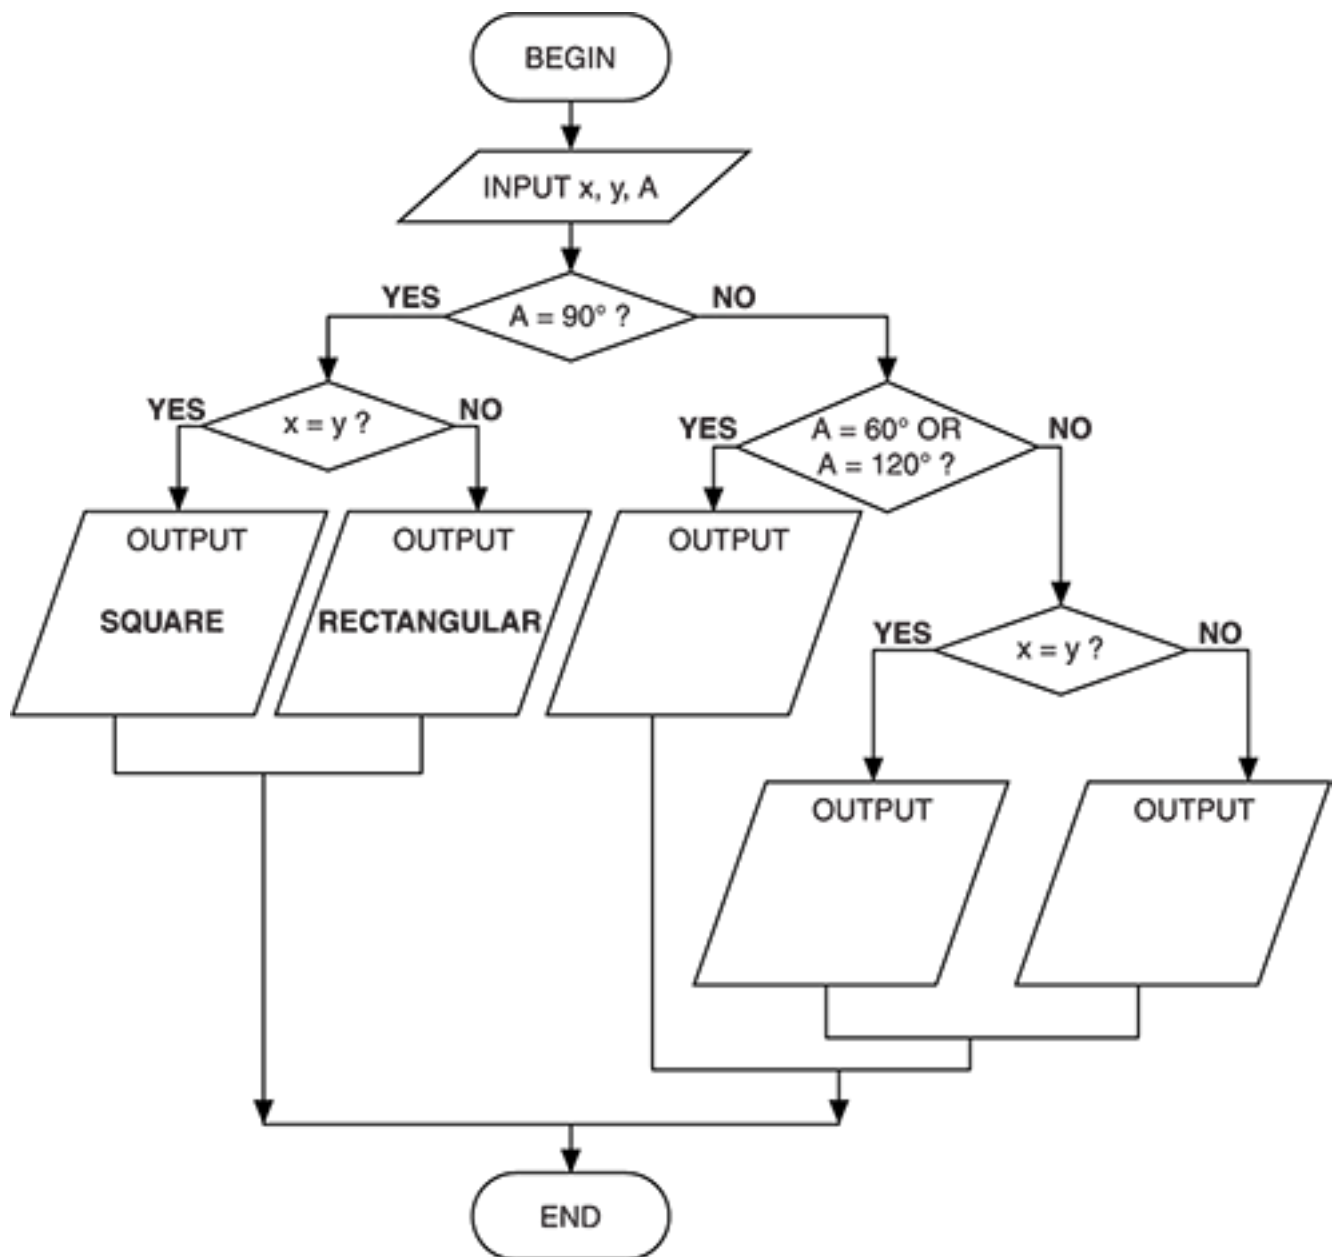 BEGIN
INPUT x, y, A
YES
A = 90° ?
NO
YES
x = y ?
NO
YES
A = 60° OR
A = 120° ?
NO
OUTPUT
SQUARE
OUTPUT
RECTANGULAR
OUTPUT
YES
x = y ?
NO
OUTPUT
OUTPUT
END